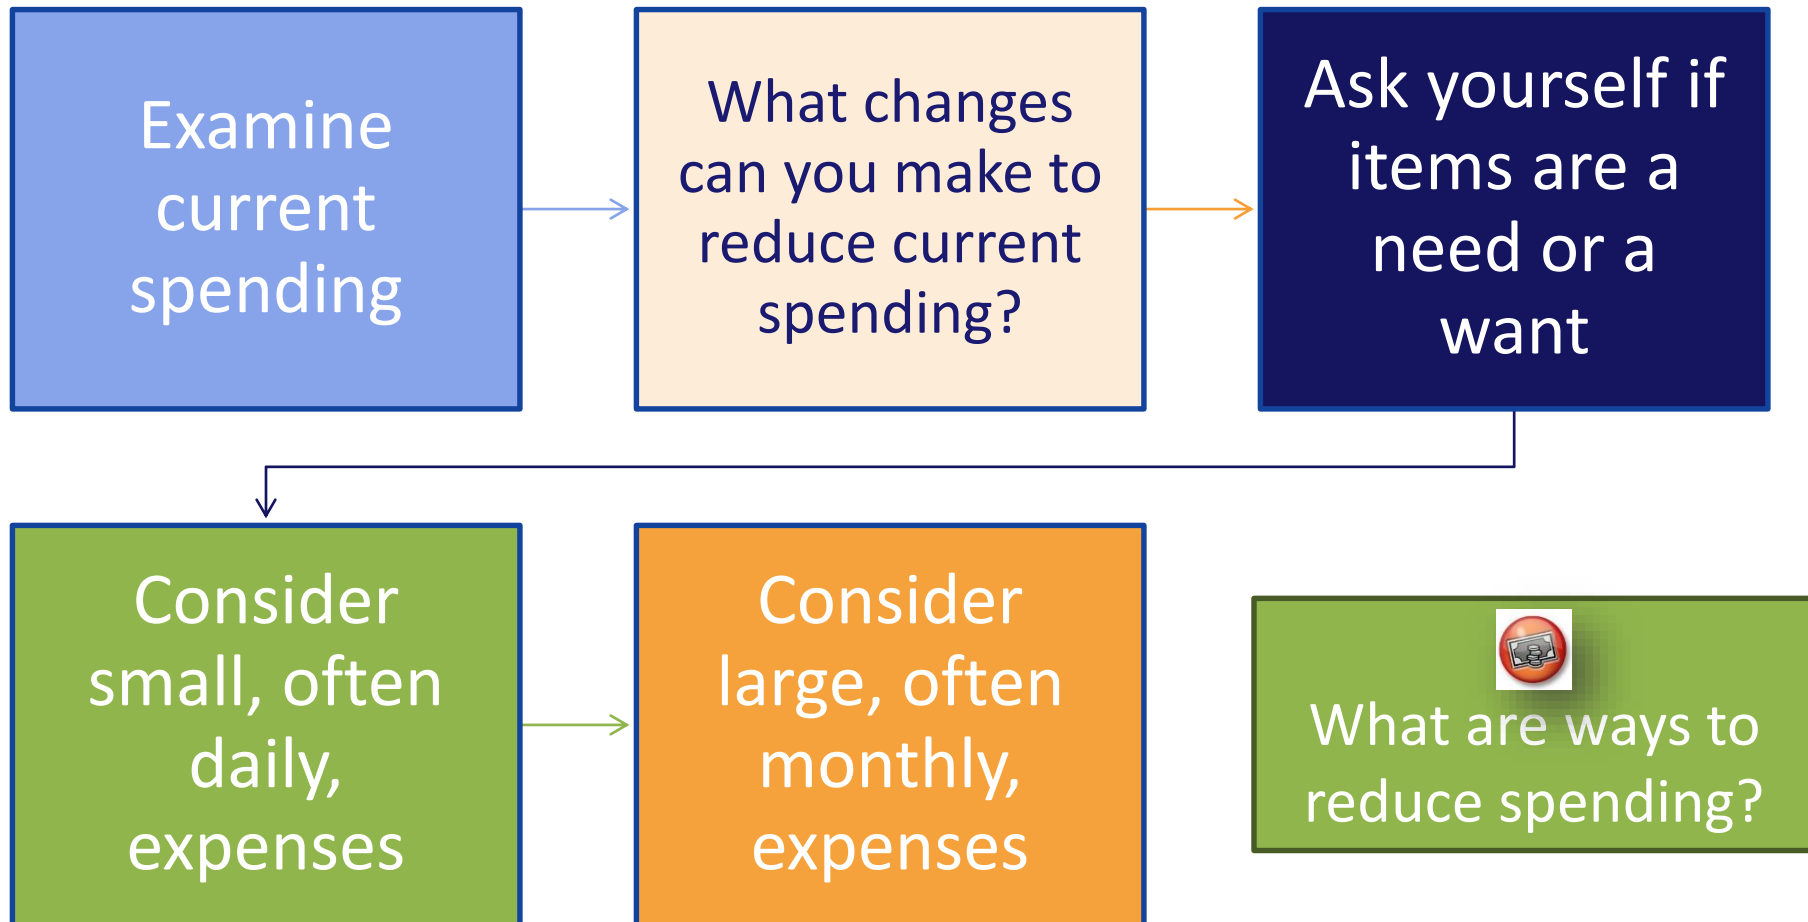 Examine
current
spending
What changes
can you make to
reduce current
spending?
Ask yourself if
items are a
need or a
want
Consider
small, often
daily,
expenses
Consider
large, often
monthly,
expenses
What are ways to
reduce spending?